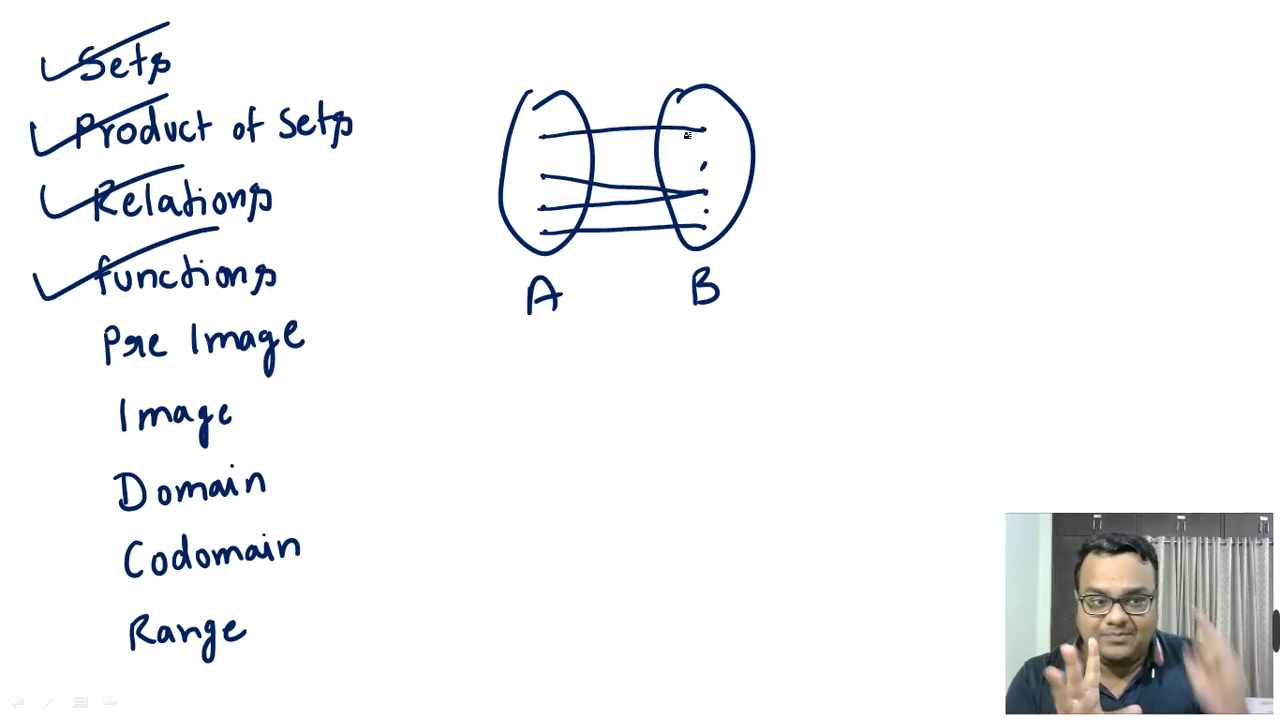 Sets
Product of Sets
Relations
functions
Pre Image
Image
Domain
Codomain
Range
A
B